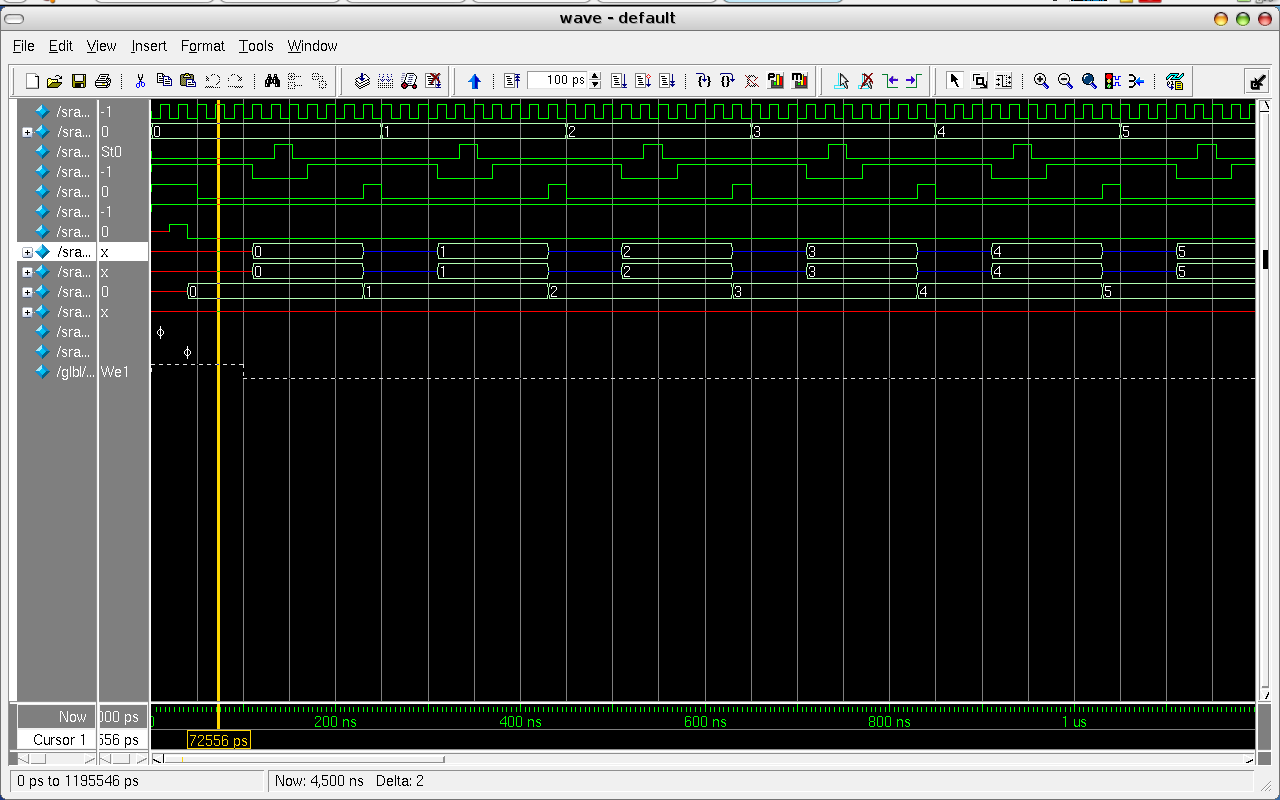 wave - default
File Edit View Insert Format Tools Window
100 ps
/sra... -1
/sra... 0 0 1 2 3 4 5
/sra... St0
/sra... -1
/sra... 0
/sra... -1
/sra... 0
/sra... x 0 1 2 3 4 5
/sra... x 0 1 2 3 4 5
/sra... 0 0 1 2 3 4 5
/sra... x
/sra...
/sra...
/glbl/... We1
Now 000 ps 200 ns 400 ns 600 ns 800 ns 1 us
Cursor 1 556 ps 72556 ps
0 ps to 1195546 ps Now: 4,500 ns Delta: 2